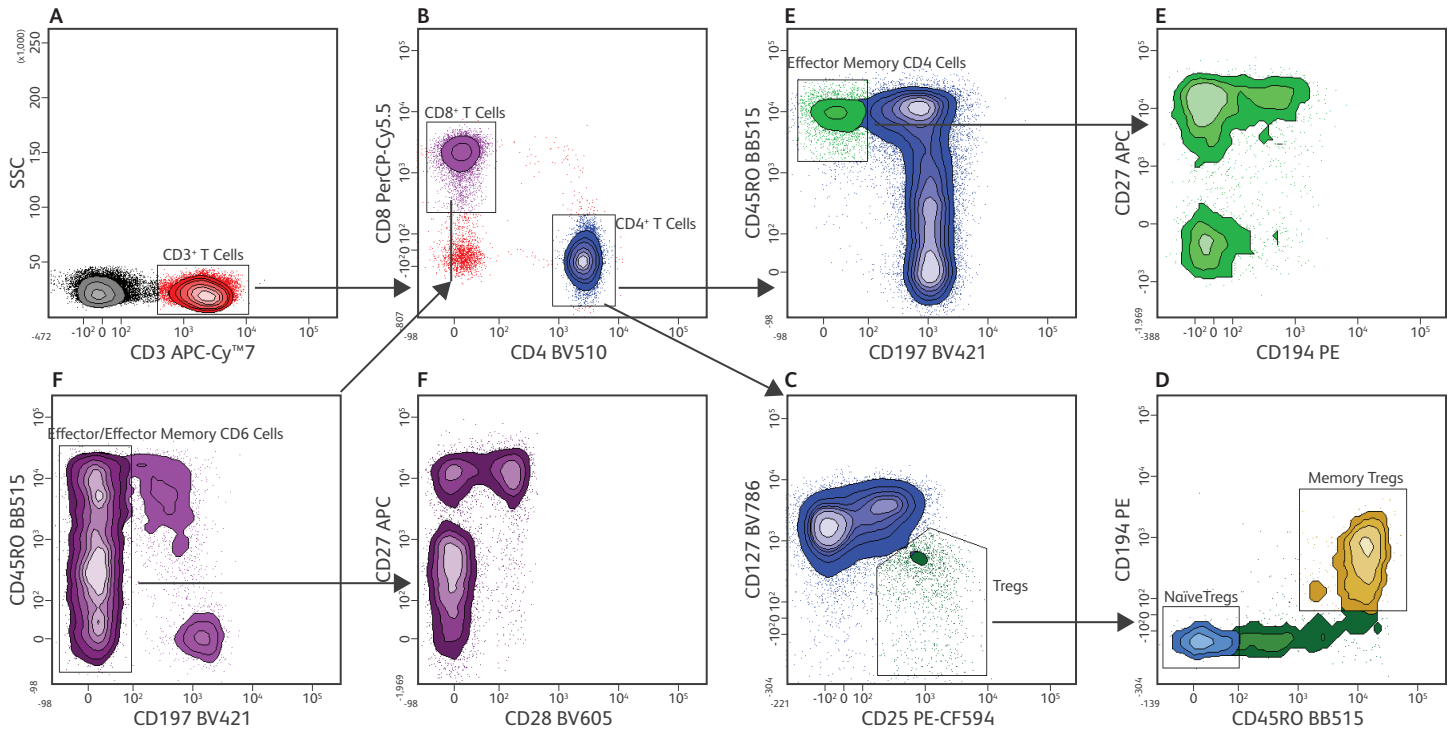 A
(x1,000)
250
200
150
100
50
SSC
CD3⁺ T Cells
-472
-10² 0 10² 10³ 10⁴ 10⁵
CD3 APC-Cy™7
B
10⁵
10⁴
10³
10²
-10²0
CD8 PerCP-Cy5.5
CD8⁺ T Cells
CD4⁺ T Cells
-807
-98
0 10² 10³ 10⁴ 10⁵
CD4 BV510
E
10⁵
10⁴
10³
10²
0
CD45RO BB515
Effector Memory CD4 Cells
-98
-98
0 10² 10³ 10⁴ 10⁵
CD197 BV421
E
10⁵
10⁴
10³
0
-10³
CD27 APC
-1,969
-388
-10² 0 10² 10³ 10⁴ 10⁵
CD194 PE
F
10⁵
10⁴
10³
10²
0
CD45RO BB515
Effector/Effector Memory CD6 Cells
-98
-98
0 10² 10³ 10⁴ 10⁵
CD197 BV421
F
10⁵
10⁴
10³
10²
0
CD27 APC
-1,969
-98
0 10² 10³ 10⁴ 10⁵
CD28 BV605
C
10⁵
10⁴
10³
10²
-10²0
CD127 BV786
Tregs
-304
-221
-10² 0 10² 10³ 10⁴ 10⁵
CD25 PE-CF594
D
10⁵
10⁴
10³
10²
-10²0
CD194 PE
Memory Tregs
NaïveTregs
-304
-139
0 10² 10³ 10⁴ 10⁵
CD45RO BB515